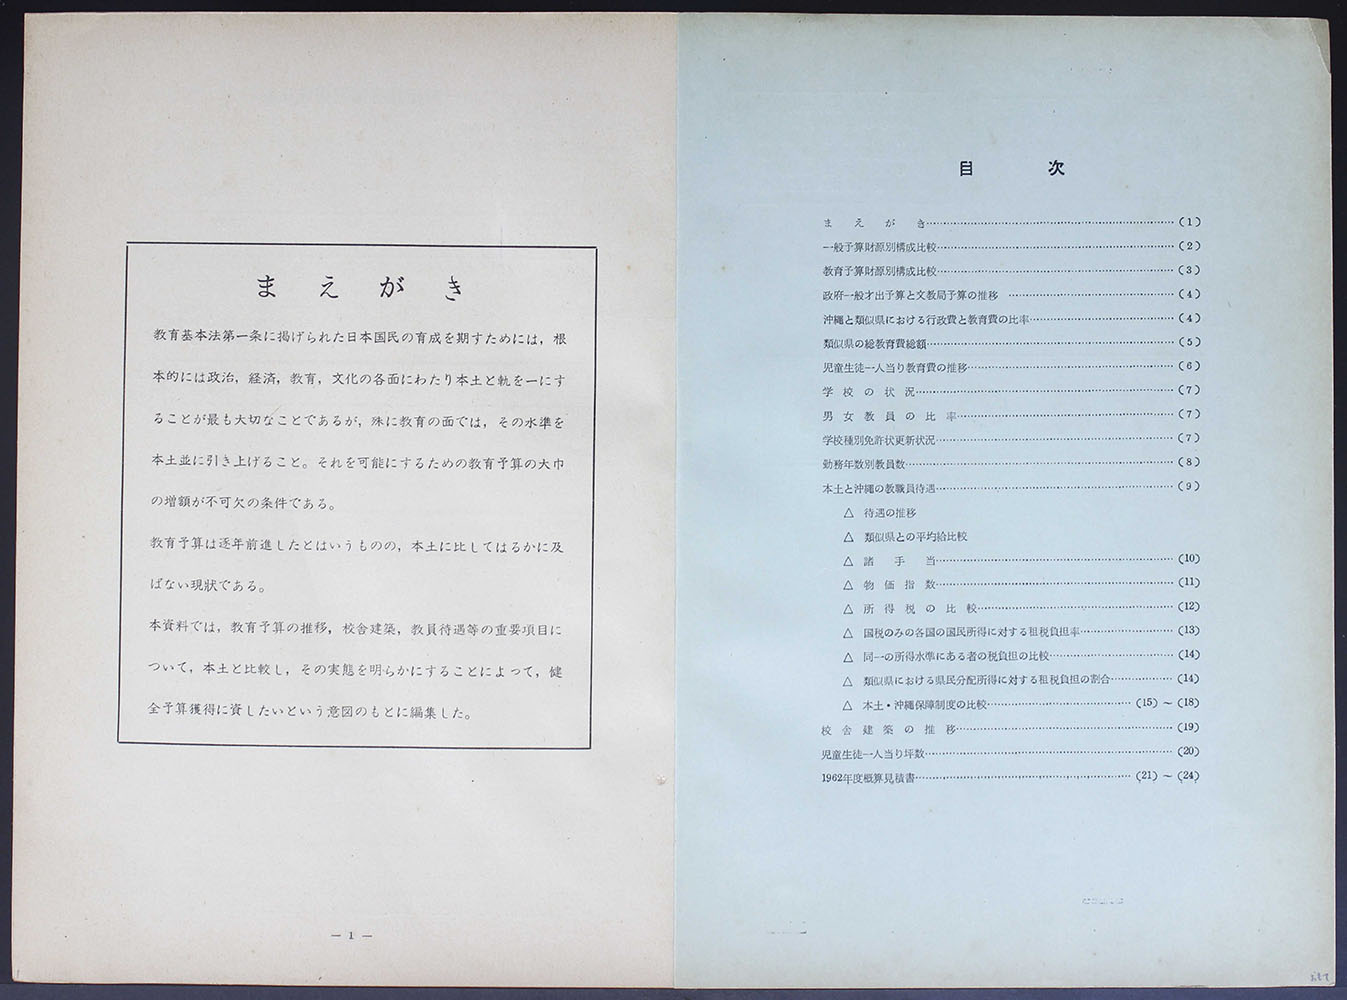 まえがき
教育基本法第一条に掲げられた日本国民の育成を期すためには，根
本的には政治，経済，教育，文化の各面にわたり本土と軌を一にす
ることが最も大切なことであるが，殊に教育の面では，その水準を
本土並に引き上げること。それを可能にするための教育予算の大巾
の増額が不可欠の条件である。
教育予算は逐年前進したとはいうものの，本土に比してはるかに及
ばない現状である。
本資料では，教育予算の推移，校舎建築，教員待遇等の重要項目に
ついて，本土と比較し，その実態を明らかにすることによって，健
全予算獲得に資したいという意図のもとに編集した。
— 1 —
目次
まえがき……………(1)
一般予算財源別構成比較……………(2)
教育予算財源別構成比較……………(3)
政府一般才出予算と文教局予算の推移……………(4)
沖縄と類似県における行政費と教育費の比率……………(4)
類似県の総教育費総額……………(5)
児童生徒一人当り教育費の推移……………(6)
学校の状況……………(7)
男女教員の比率……………(7)
学校種別免許状更新状況……………(7)
勤務年数別教員数……………(8)
本土と沖縄の教職員待遇……………(9)
△ 待遇の推移
△ 類似県との平均給比較
△ 諸手当……………(10)
△ 物価指数……………(11)
△ 所得税の比較……………(12)
△ 国税のみの各国の国民所得に対する租税負担率……………(13)
△ 同一の所得水準にある者の税負担の比較……………(14)
△ 類似県における県民分配所得に対する租税負担の割合……………(14)
△ 本土・沖縄保障制度の比較……………(15)～(18)
校舎建築の推移……………(19)
児童生徒一人当り坪数……………(20)
1962年度概算見積書……………(21)～(24)